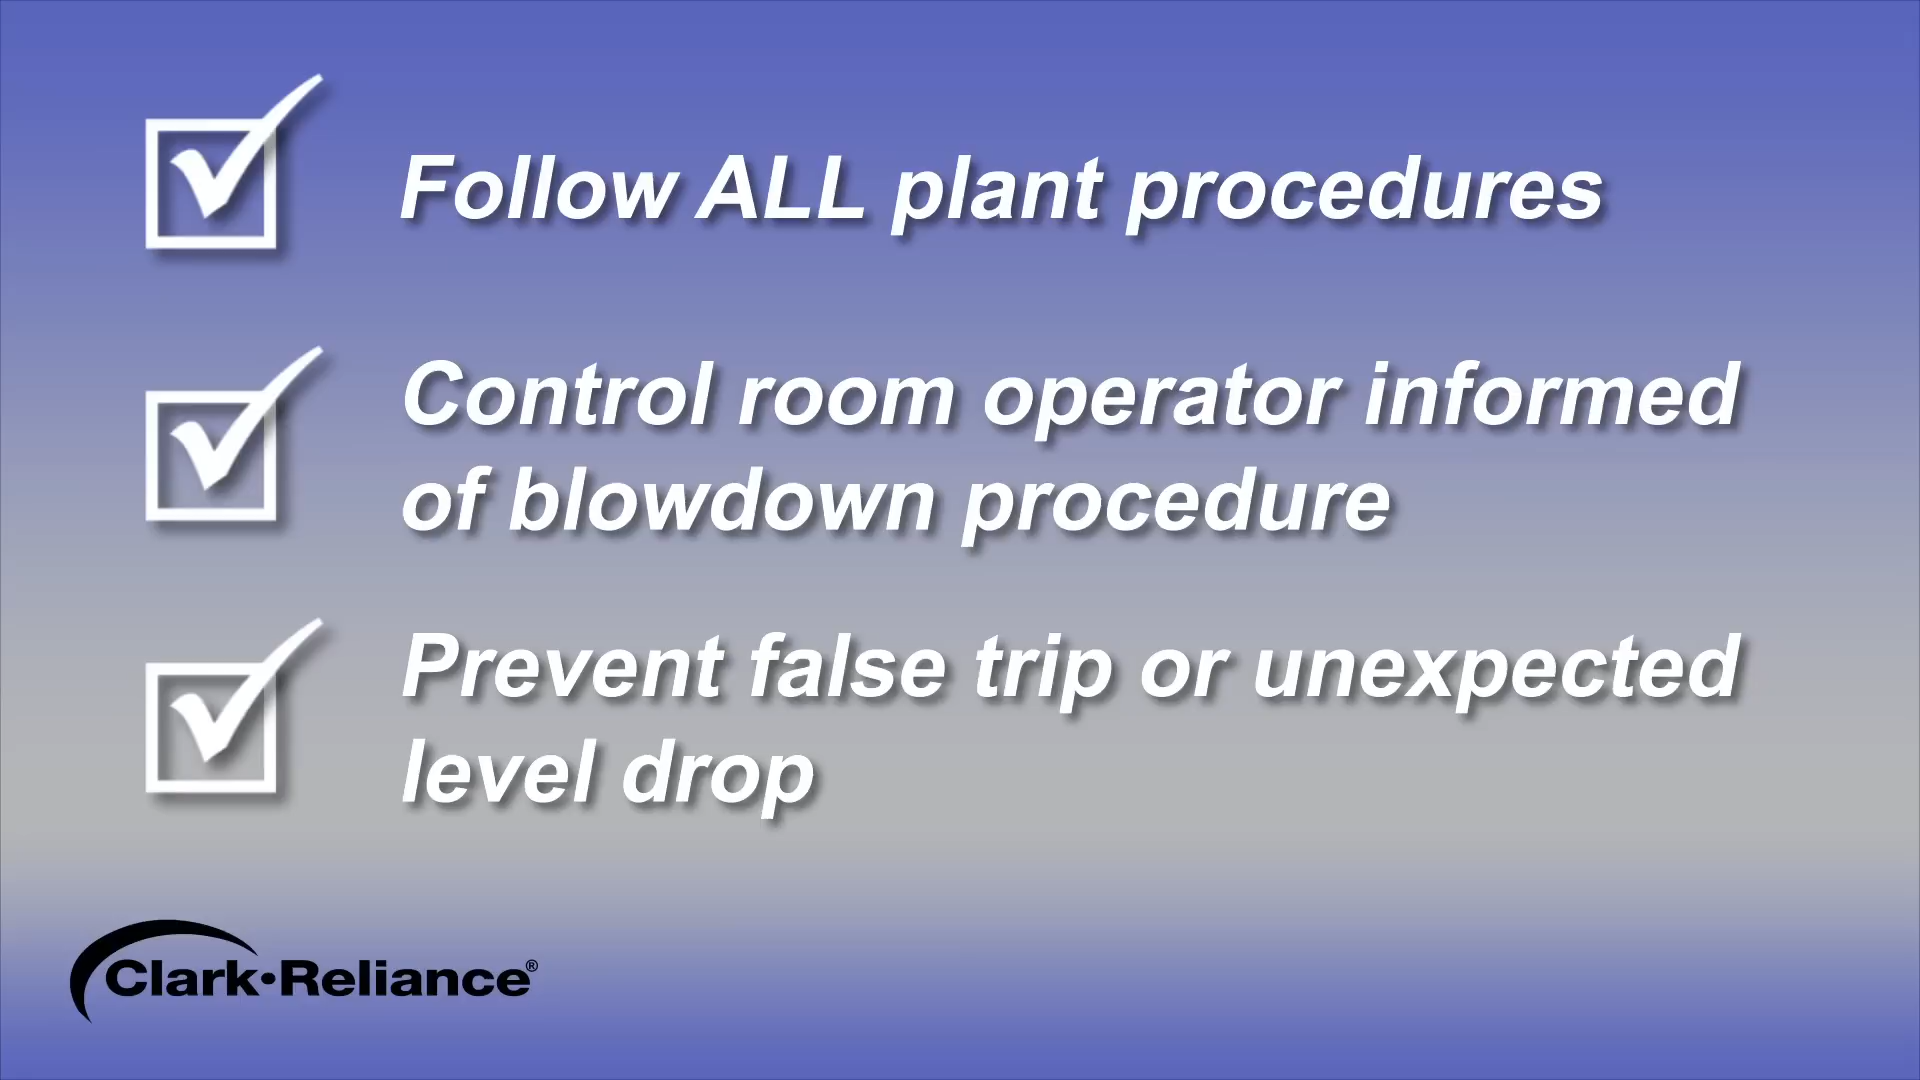 Follow ALL plant procedures
Control room operator informed
of blowdown procedure
Prevent false trip or unexpected
level drop
Clark·Reliance®